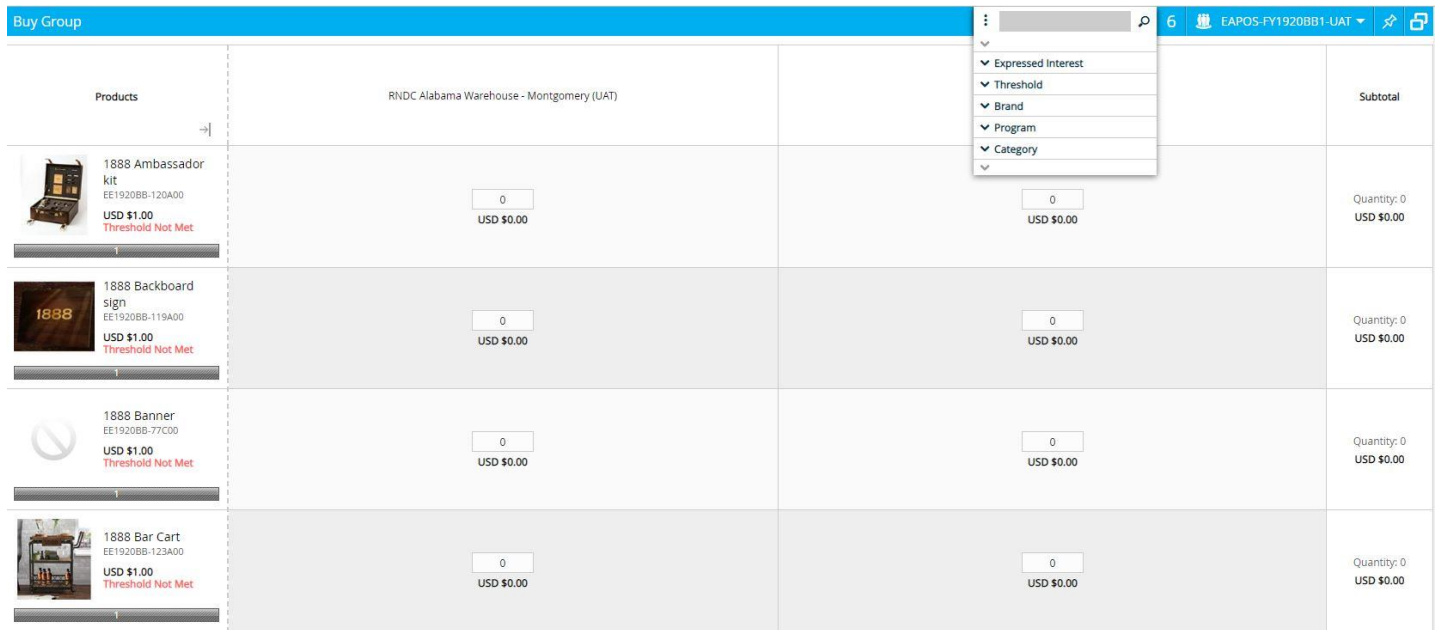 Buy Group
6
EAPOS-FY1920BB1-UAT
Expressed Interest
Threshold
Brand
Program
Category
Products
RNDC Alabama Warehouse - Montgomery (UAT)
Subtotal
1888 Ambassador
kit
EE1920BB-120A00
USD $1.00
Threshold Not Met
1
0
USD $0.00
0
USD $0.00
Quantity: 0
USD $0.00
1888 Backboard
sign
EE1920BB-119A00
USD $1.00
Threshold Not Met
1
1888
0
USD $0.00
0
USD $0.00
Quantity: 0
USD $0.00
1888 Banner
EE1920BB-77C00
USD $1.00
Threshold Not Met
1
0
USD $0.00
0
USD $0.00
Quantity: 0
USD $0.00
1888 Bar Cart
EE1920BB-123A00
USD $1.00
Threshold Not Met
1
0
USD $0.00
0
USD $0.00
Quantity: 0
USD $0.00